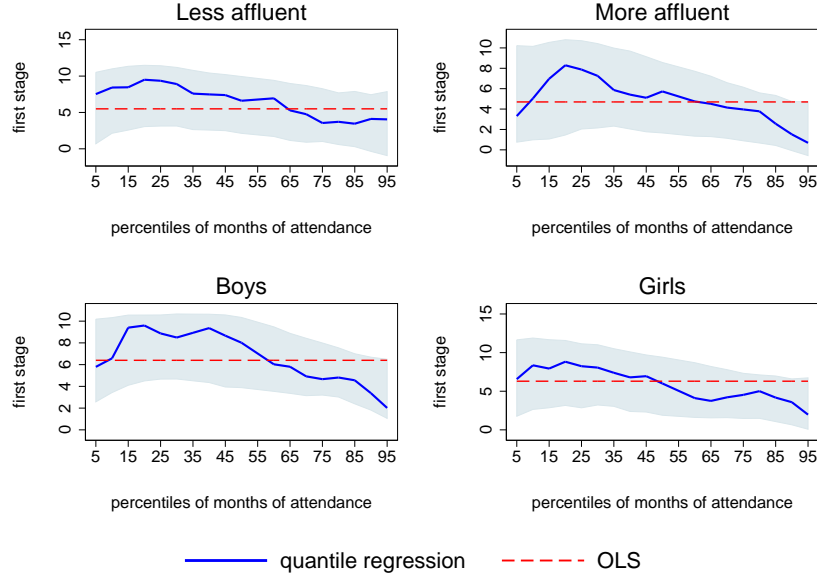 Less affluent
first stage
15
10
5
0
5 15 25 35 45 55 65 75 85 95
percentiles of months of attendance
More affluent
first stage
10
8
6
4
2
0
5 15 25 35 45 55 65 75 85 95
percentiles of months of attendance
Boys
first stage
10
8
6
4
2
0
5 15 25 35 45 55 65 75 85 95
percentiles of months of attendance
Girls
first stage
15
10
5
0
5 15 25 35 45 55 65 75 85 95
percentiles of months of attendance
quantile regression OLS